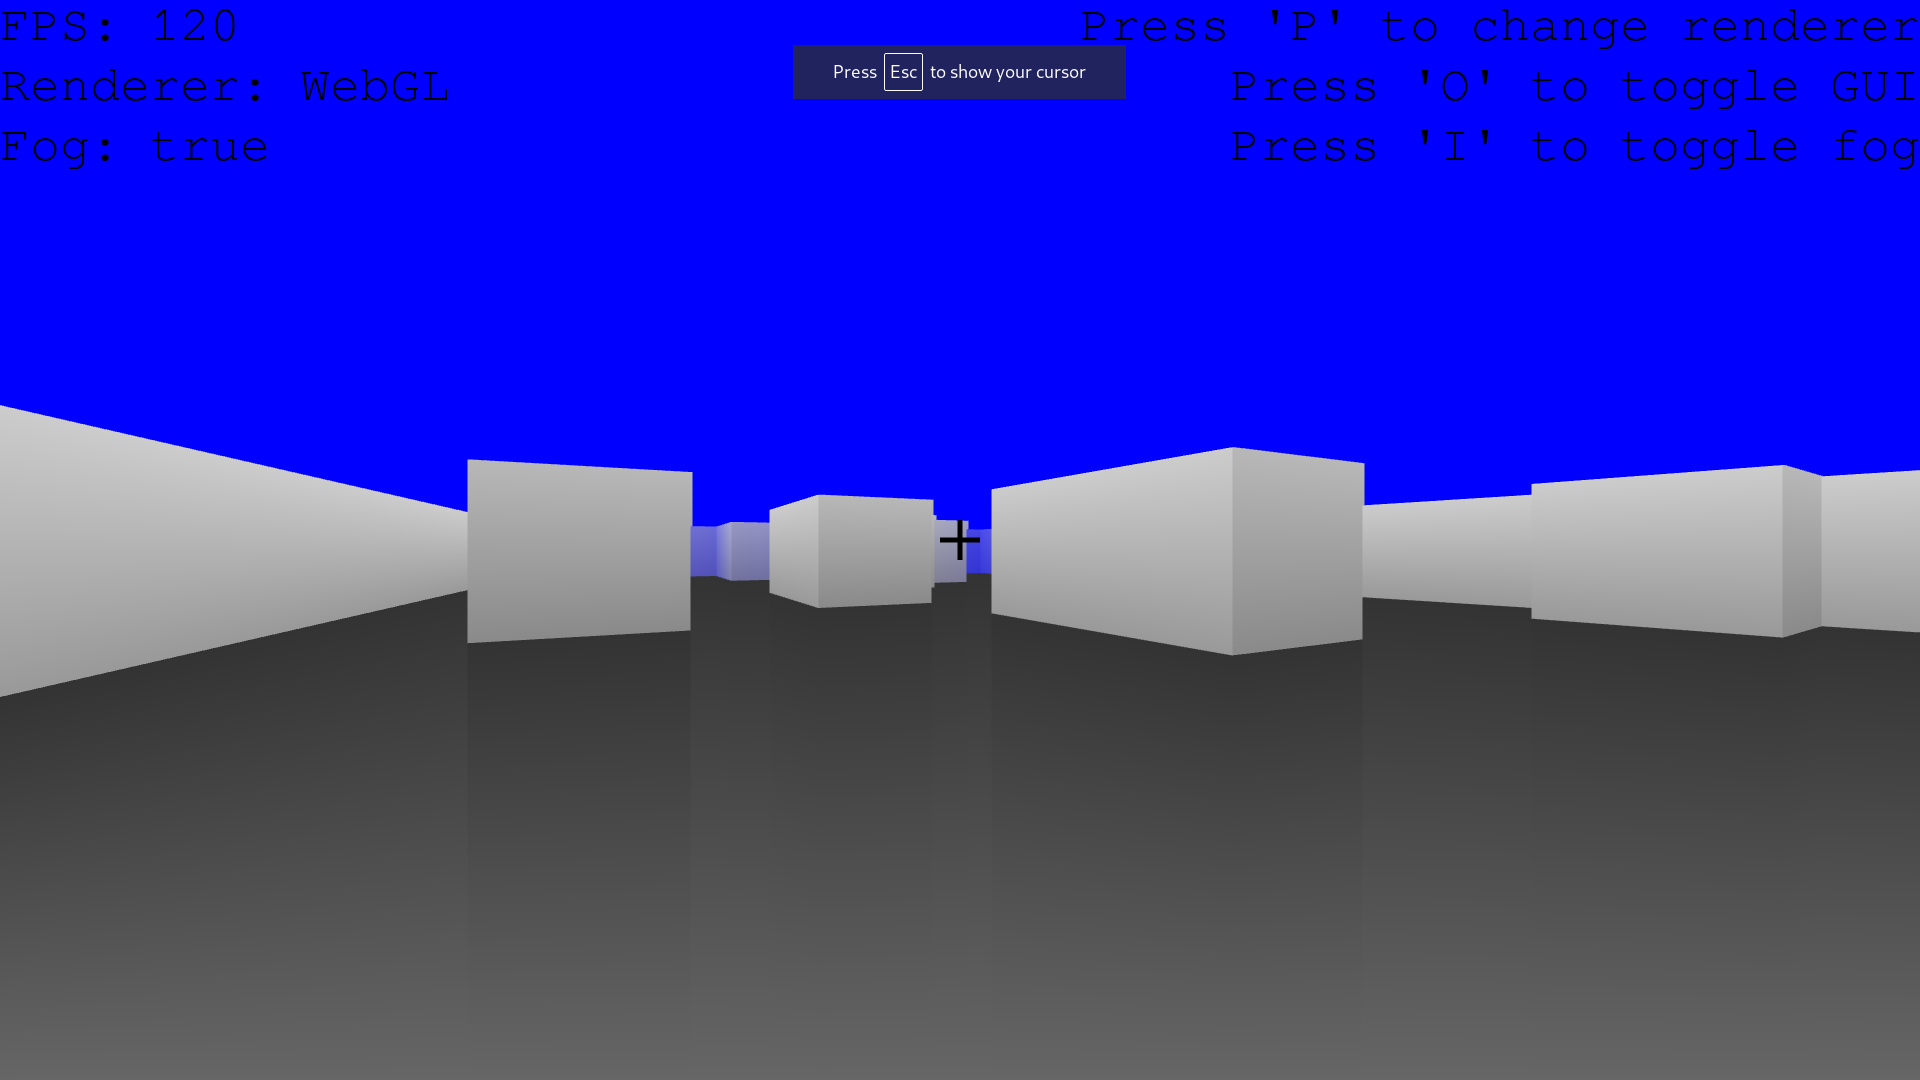 FPS: 120
Renderer: WebGL
Fog: true
Press 'P' to change renderer
Press 'O' to toggle GUI
Press 'I' to toggle fog
Press Esc to show your cursor